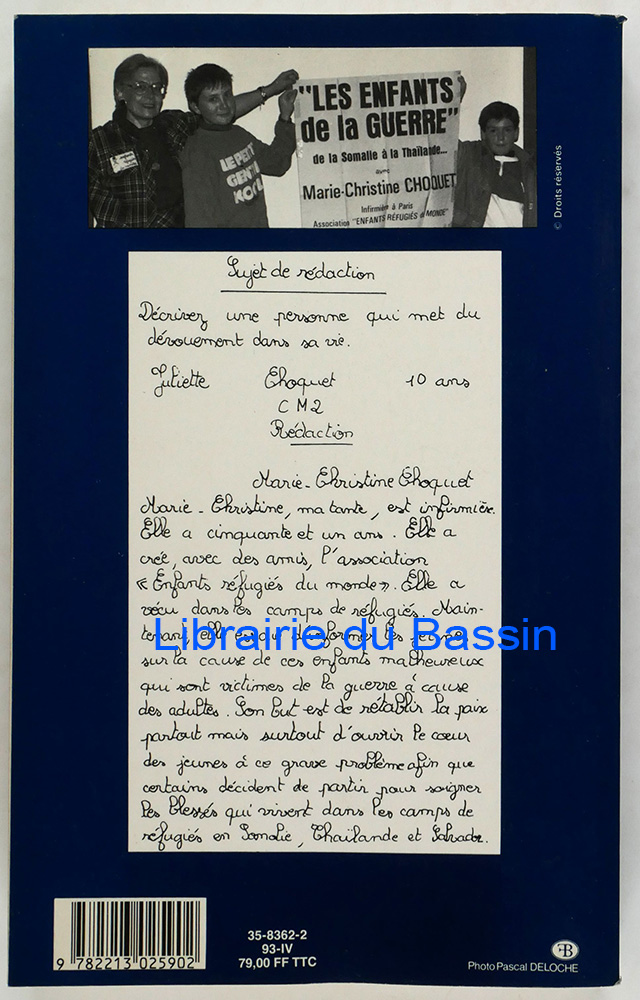 "LES ENFANTS
de la GUERRE"
de la Somalie à la Thaïlande...
avec
Marie-Christine CHOQUET
Infirmière à Paris
Association "ENFANTS RÉFUGIÉS du MONDE"
LE PETIT
© Droits réservés
Sujet de rédaction
Décrivez une personne qui met du
dévouement dans sa vie.
Juliette Choquet 10 ans
CM2
Rédaction
Marie-Christine Choquet
Marie-Christine, ma tante, est infirmière.
Elle a cinquante et un ans. Elle a
créé, avec des amis, l'association
« Enfants réfugiés du monde ». Elle a
vécu dans les camps de réfugiés. Main-
tenant, elle
Librairie du Bassin
sur la cause de ces enfants malheureux
qui sont victimes de la guerre à cause
des adultes. Son but est de rétablir la paix
partout mais surtout d'ouvrir le cœur
des jeunes à ce grave problème afin que
certains décident de partir pour soigner
les blessés qui vivent dans les camps de
réfugiés en Somalie, Thaïlande et Salvador.
9 782213 025902
35-8362-2
93-IV
79,00 FF TTC
Photo Pascal DELOCHE